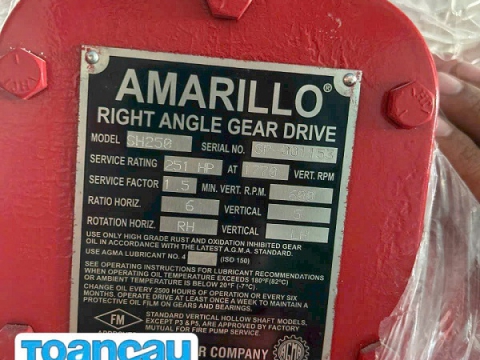 AMARILLO®
RIGHT ANGLE GEAR DRIVE
MODEL SH250 SERIAL NO.
SERVICE RATING 251 HP AT 1770 VERT. RPM
SERVICE FACTOR 1.5 MIN. VERT. R.P.M.
RATIO HORIZ. 6 VERTICAL
ROTATION HORIZ. RH VERTICAL
USE ONLY HIGH GRADE RUST AND OXIDATION INHIBITED GEAR
OIL IN ACCORDANCE WITH THE LATEST A.G.M.A. STANDARD.
USE AGMA LUBRICANT NO. 4 (ISO 150)
SEE OPERATING INSTRUCTIONS FOR LUBRICANT RECOMMENDATIONS
WHEN OIL OPERATING TEMPERATURE EXCEEDS 180°F (82°C)
OR AMBIENT TEMPERATURE IS BELOW 20°F (-7°C).
CHANGE OIL EVERY 2500 HOURS OF OPERATION OR EVERY SIX
MONTHS. OPERATE DRIVE AT LEAST ONCE A WEEK TO MAINTAIN A
PROTECTIVE OIL FILM ON GEARS AND BEARINGS.
FM
STANDARD VERTICAL HOLLOW SHAFT MODELS,
EXCEPT P3 & P5, ARE APPROVED BY FACTORY
MUTUAL FOR FIRE PUMP SERVICE.
COMPANY
AGMA
toancau